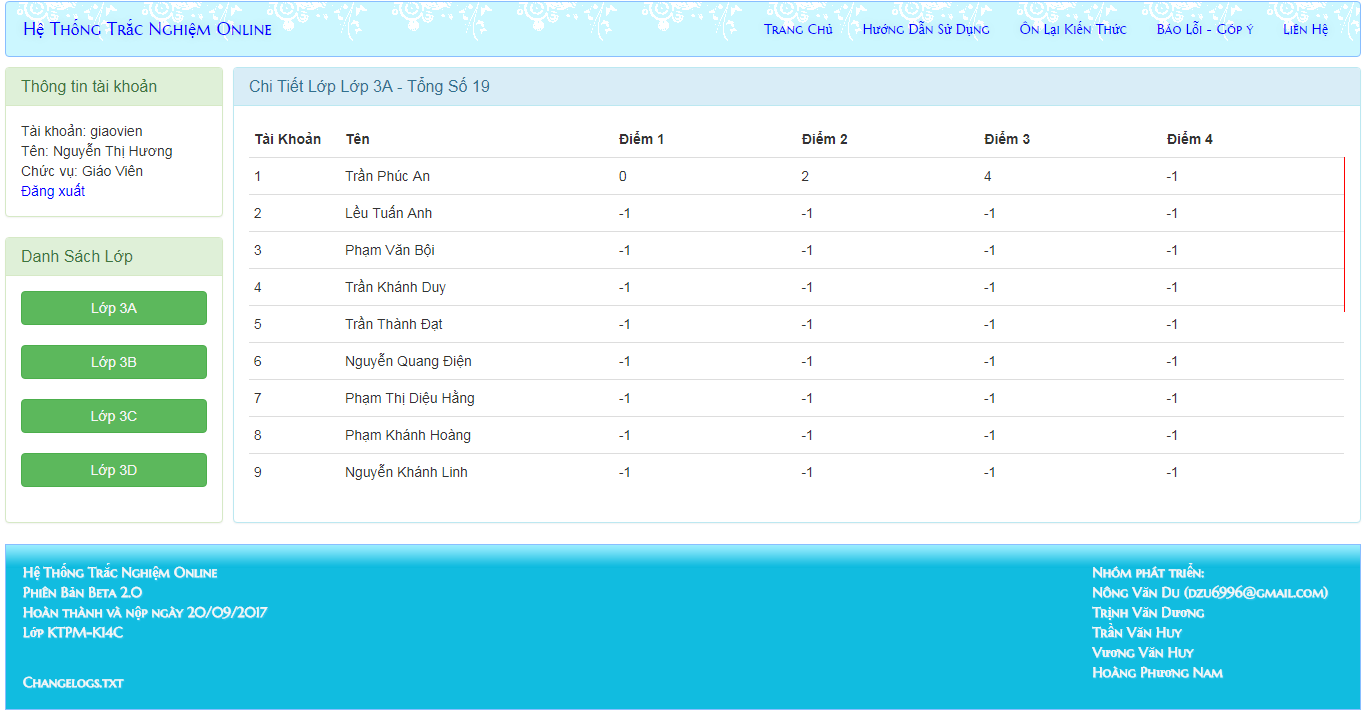 Hệ Thống Trắc Nghiệm Online
Trang Chủ Hướng Dẫn Sử Dụng Ôn Lại Kiến Thức Báo Lỗi - Góp ý Liên Hệ
Thông tin tài khoản
Tài khoản: giaovien
Tên: Nguyễn Thị Hương
Chức vụ: Giáo Viên
Đăng xuất
Danh Sách Lớp
Lớp 3A
Lớp 3B
Lớp 3C
Lớp 3D
Chi Tiết Lớp Lớp 3A - Tổng Số 19
Tài Khoản Tên Điểm 1 Điểm 2 Điểm 3 Điểm 4
1 Trần Phúc An 0 2 4 -1
2 Lều Tuấn Anh -1 -1 -1 -1
3 Phạm Văn Bội -1 -1 -1 -1
4 Trần Khánh Duy -1 -1 -1 -1
5 Trần Thành Đạt -1 -1 -1 -1
6 Nguyễn Quang Điện -1 -1 -1 -1
7 Phạm Thị Diệu Hằng -1 -1 -1 -1
8 Phạm Khánh Hoàng -1 -1 -1 -1
9 Nguyễn Khánh Linh -1 -1 -1 -1
Hệ Thống Trắc Nghiệm Online
Phiên Bản Beta 2.0
Hoàn thành và nộp ngày 20/09/2017
Lớp KTPM-K14C
Changelogs.txt
Nhóm phát triển:
Nông Văn Du (dzu6996@gmail.com)
Trịnh Văn Dương
Trần Văn Huy
Vương Văn Huy
Hoàng Phương Nam